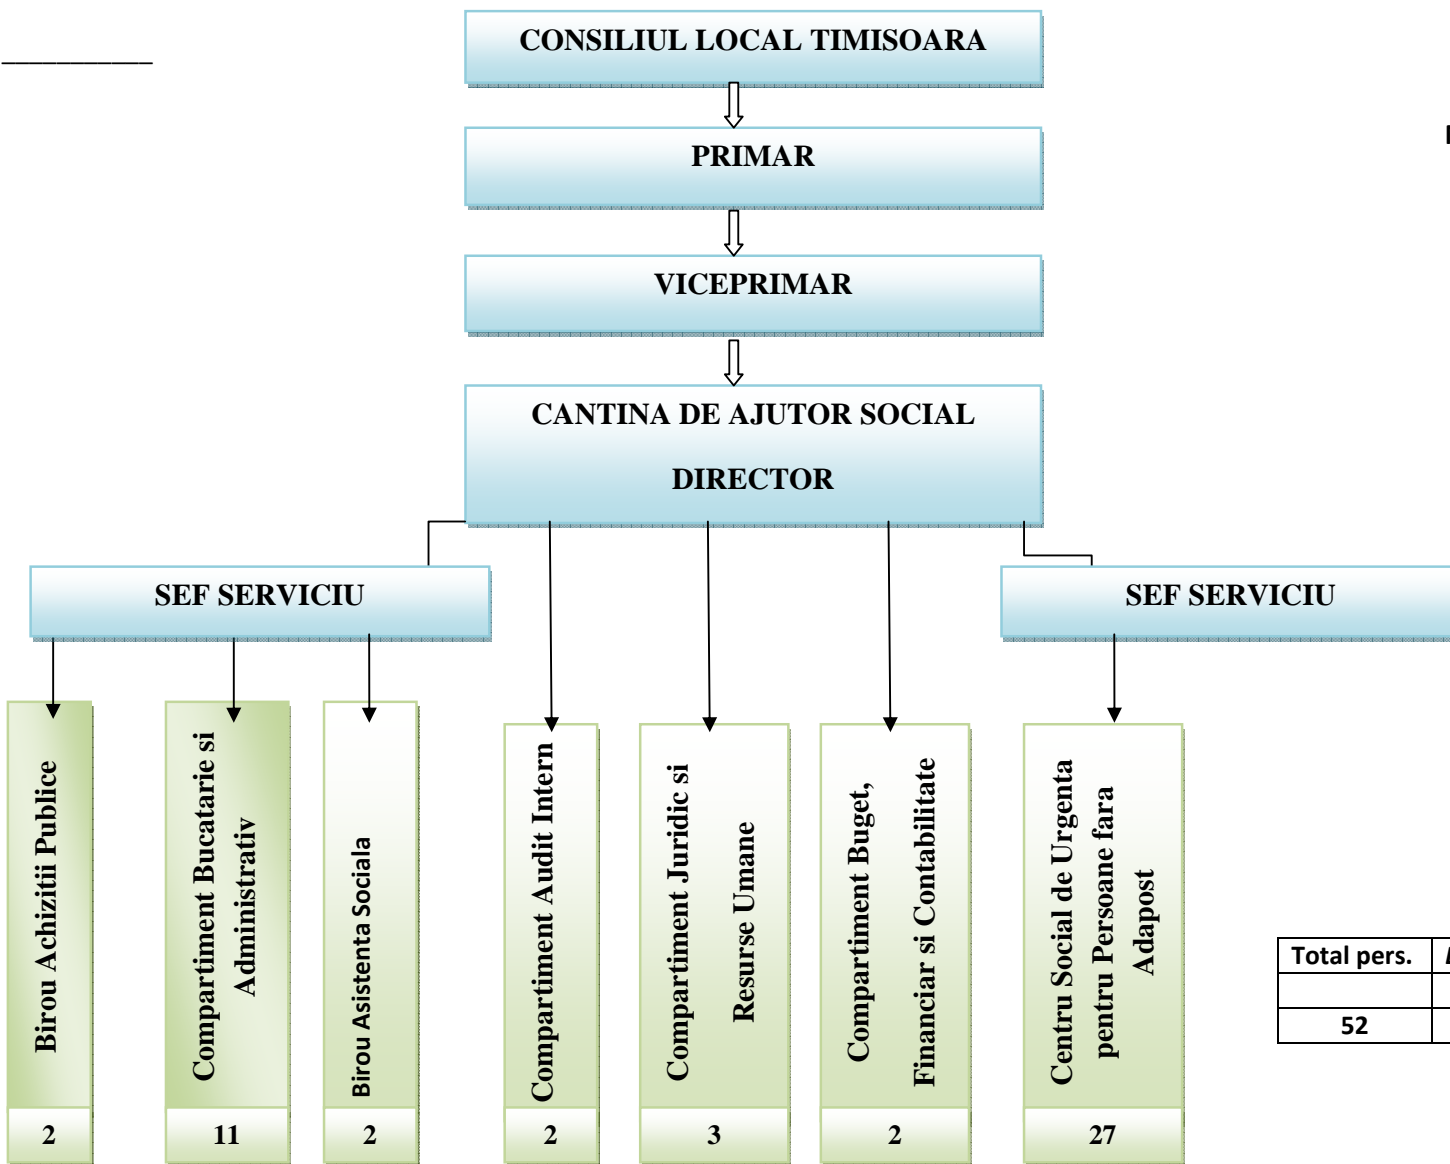 ___________
CONSILIUL LOCAL TIMISOARA
PRIMAR
VICEPRIMAR
CANTINA DE AJUTOR SOCIAL
DIRECTOR
SEF SERVICIU
SEF SERVICIU
Birou Achizitii Publice
2
Compartiment Bucatarie si
Administrativ
11
Birou Asistenta Sociala
2
Compartiment Audit Intern
2
Compartiment Juridic si
Resurse Umane
3
Compartiment Buget,
Financiar si Contabilitate
2
Centru Social de Urgenta
pentru Persoane fara
Adapost
27
Total pers.
52